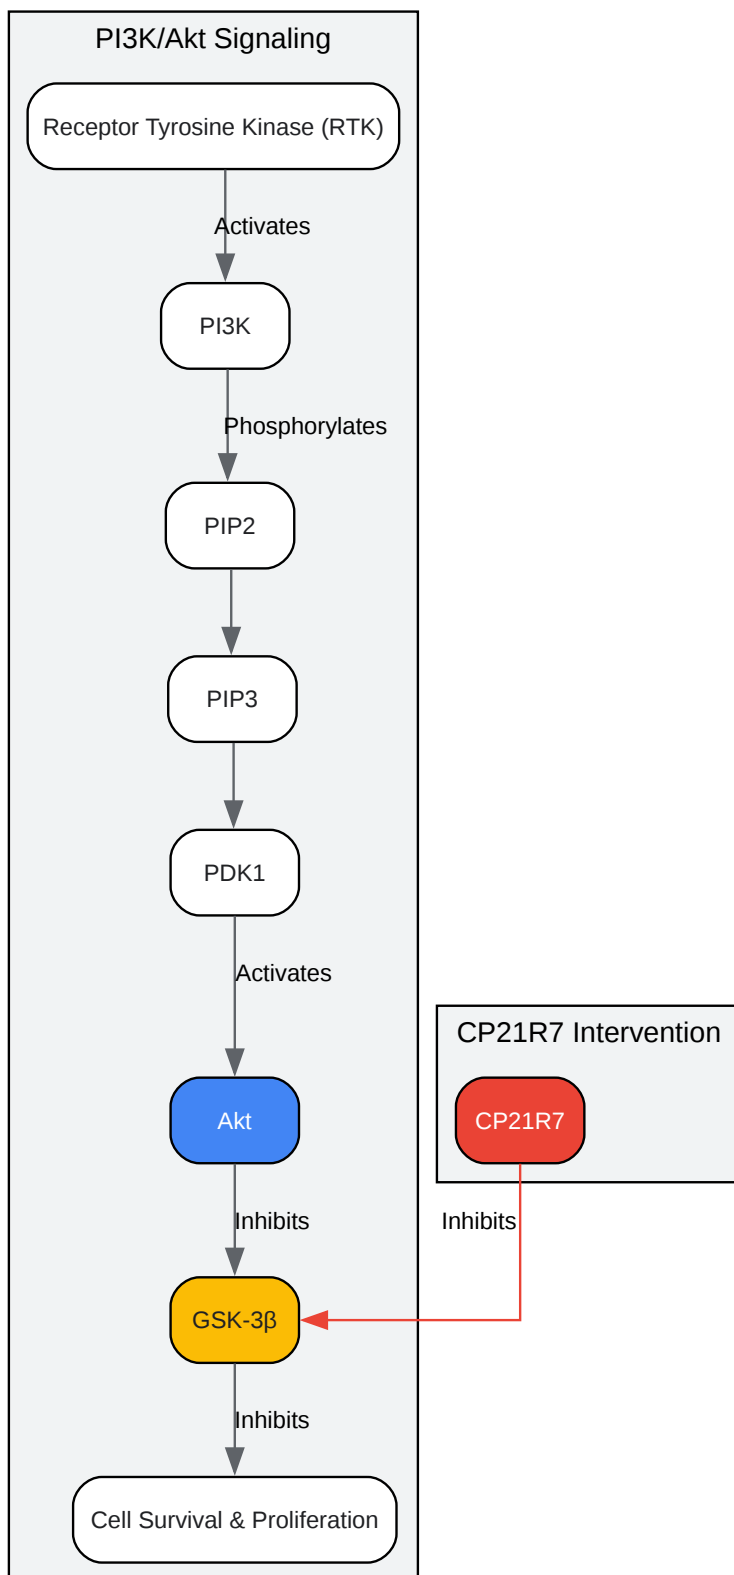 PI3K/Akt Signaling
Receptor Tyrosine Kinase (RTK)
Activates
PI3K
Phosphorylates
PIP2
PIP3
PDK1
Activates
Akt
Inhibits
GSK-3β
Inhibits
Cell Survival & Proliferation
CP21R7 Intervention
CP21R7
Inhibits